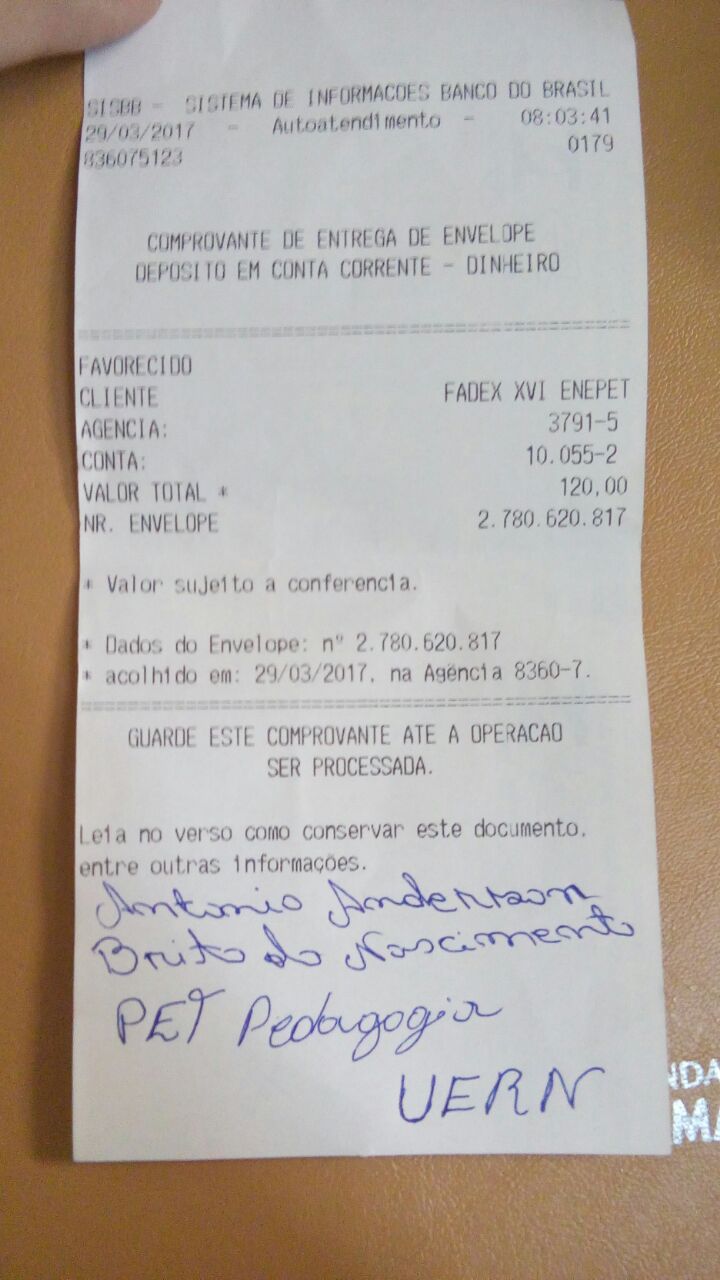 SISBB - SISTEMA DE INFORMACOES BANCO DO BRASIL
29/03/2017 - Autoatendimento - 08:03:41
836075123 0179
COMPROVANTE DE ENTREGA DE ENVELOPE
DEPOSITO EM CONTA CORRENTE - DINHEIRO
FAVORECIDO
CLIENTE FADEX XVI ENEPET
AGENCIA: 3791-5
CONTA: 10.055-2
VALOR TOTAL * 120,00
NR. ENVELOPE 2.780.620.817
* Valor sujeito a conferencia.
* Dados do Envelope: nº 2.780.620.817
* acolhido em: 29/03/2017, na Agência 8360-7.
GUARDE ESTE COMPROVANTE ATE A OPERACAO
SER PROCESSADA.
Leia no verso como conservar este documento,
entre outras informações.
Antonio Anderson
Brito do Nascimento
PET Pedagogia
UERN
NDA
MA